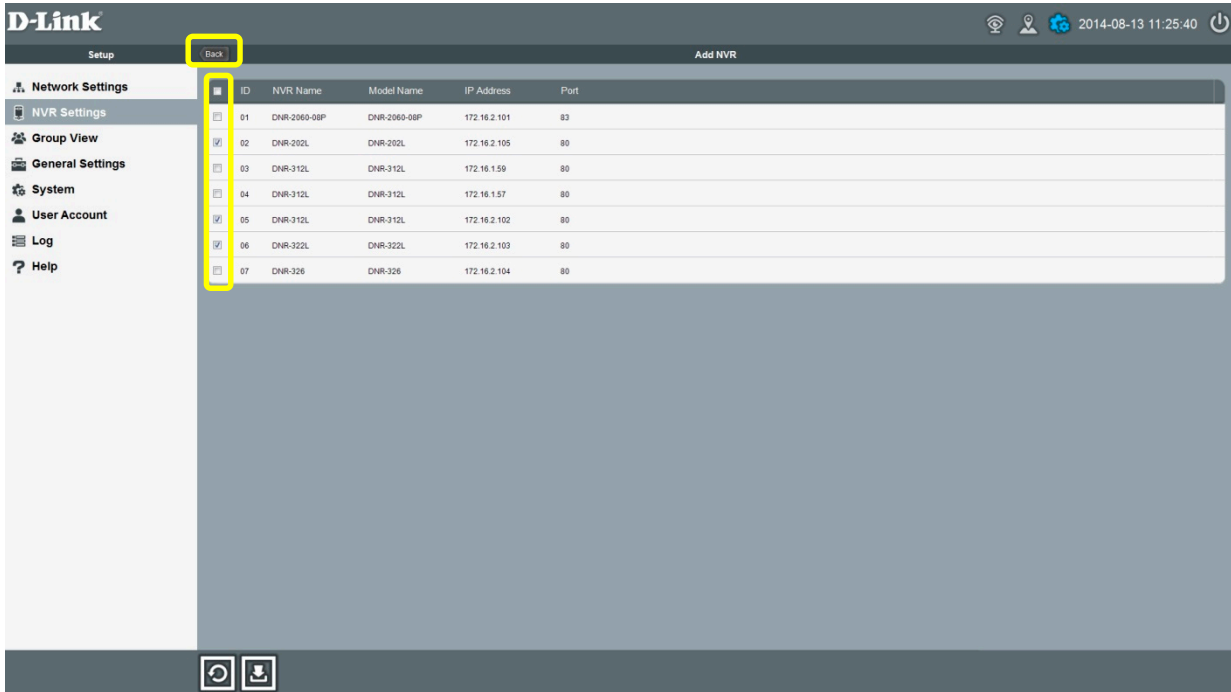 D-Link 2014-08-13 11:25:40
Setup Back Add NVR
Network Settings
NVR Settings
Group View
General Settings
System
User Account
Log
Help
ID NVR Name Model Name IP Address Port
01 DNR-2060-08P DNR-2060-08P 172.16.2.101 83
02 DNR-202L DNR-202L 172.16.2.105 80
03 DNR-312L DNR-312L 172.16.1.59 80
04 DNR-312L DNR-312L 172.16.1.57 80
05 DNR-312L DNR-312L 172.16.2.102 80
06 DNR-322L DNR-322L 172.16.2.103 80
07 DNR-326 DNR-326 172.16.2.104 80